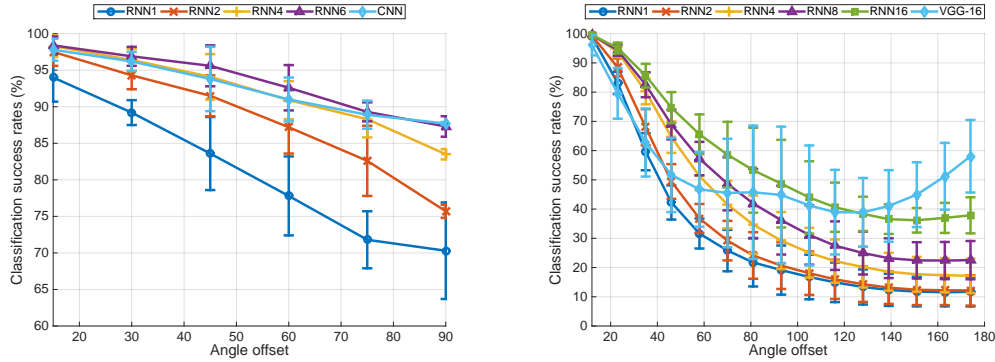 RNN1 RNN2 RNN4 RNN6 CNN
100
95
90
85
80
75
70
65
60
Classification success rates (%)
20 30 40 50 60 70 80 90
Angle offset
RNN1 RNN2 RNN4 RNN8 RNN16 VGG-16
100
90
80
70
60
50
40
30
20
10
0
Classification success rates (%)
20 40 60 80 100 120 140 160 180
Angle offset